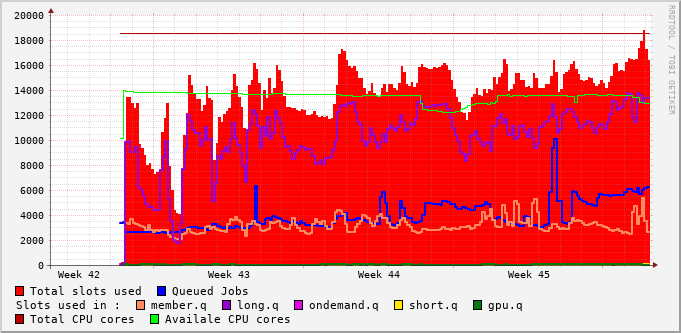 20000
18000
16000
14000
12000
10000
8000
6000
4000
2000
0
Week 42 Week 43 Week 44 Week 45
RRDTOOL / TOBI OETIKER
Total slots used Queued Jobs
Slots used in : member.q long.q ondemand.q short.q gpu.q
Total CPU cores Availale CPU cores